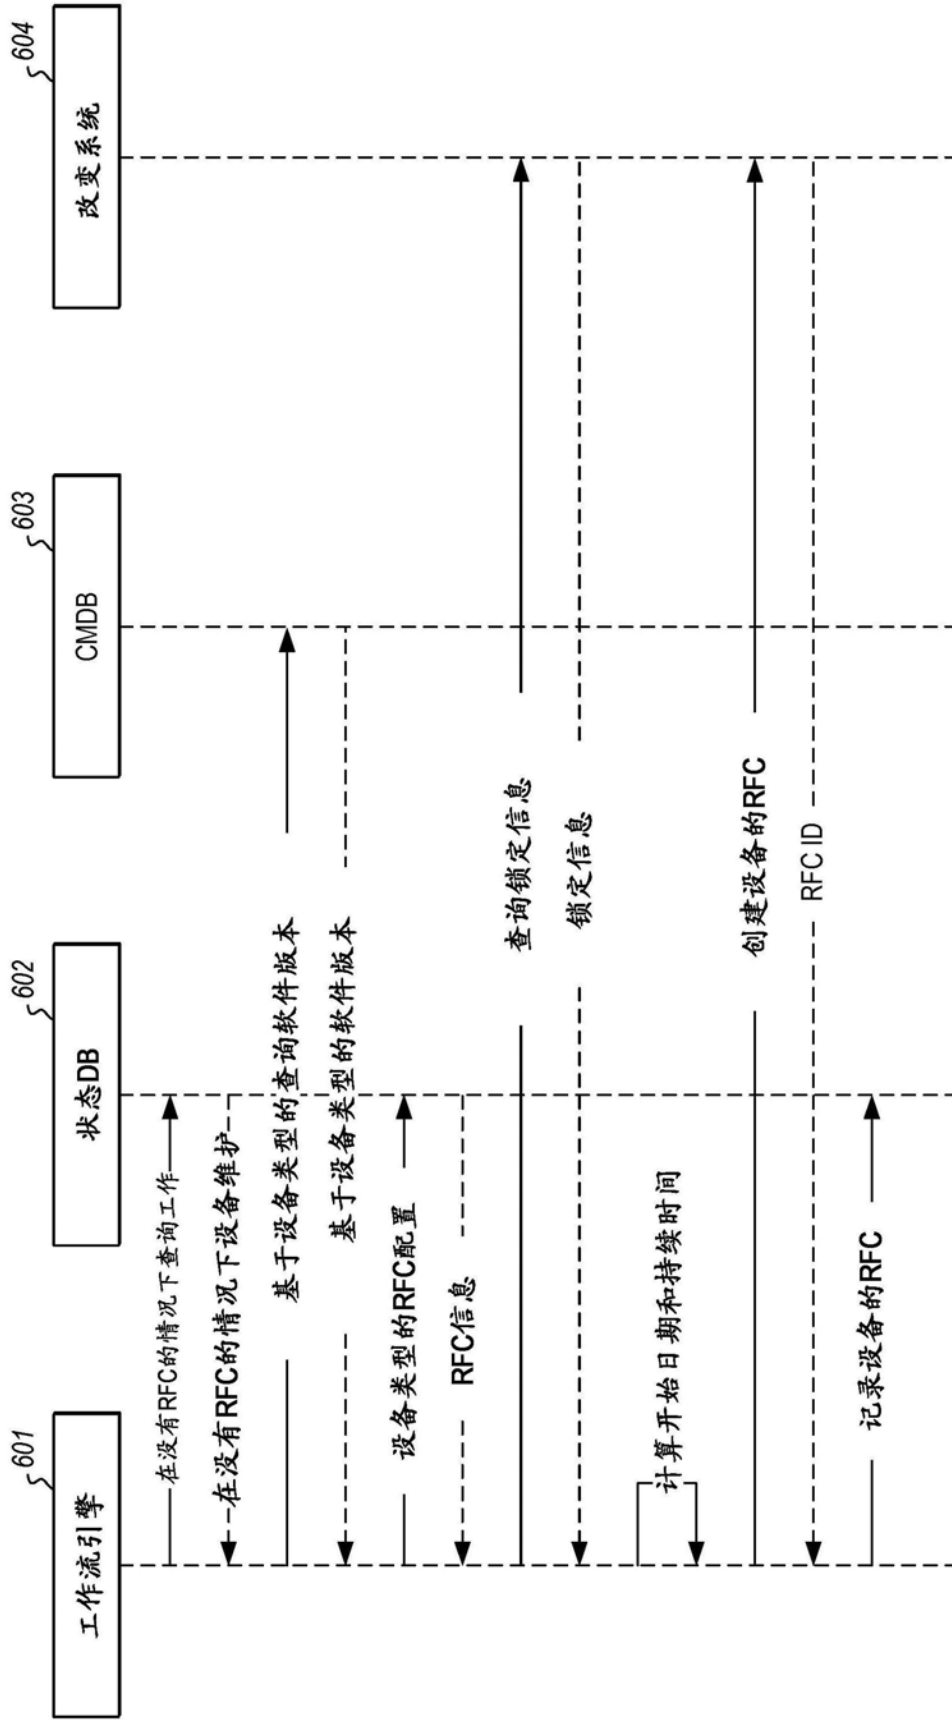 601
工作流引擎
602
状态DB
603
CMDB
604
改变系统
在没有RFC的情况下查询工作
在没有RFC的情况下设备维护
基于设备类型的查询软件版本
基于设备类型的软件版本
设备类型的RFC配置
RFC信息
查询锁定信息
锁定信息
计算开始日期和持续时间
创建设备的RFC
RFC ID
记录设备的RFC